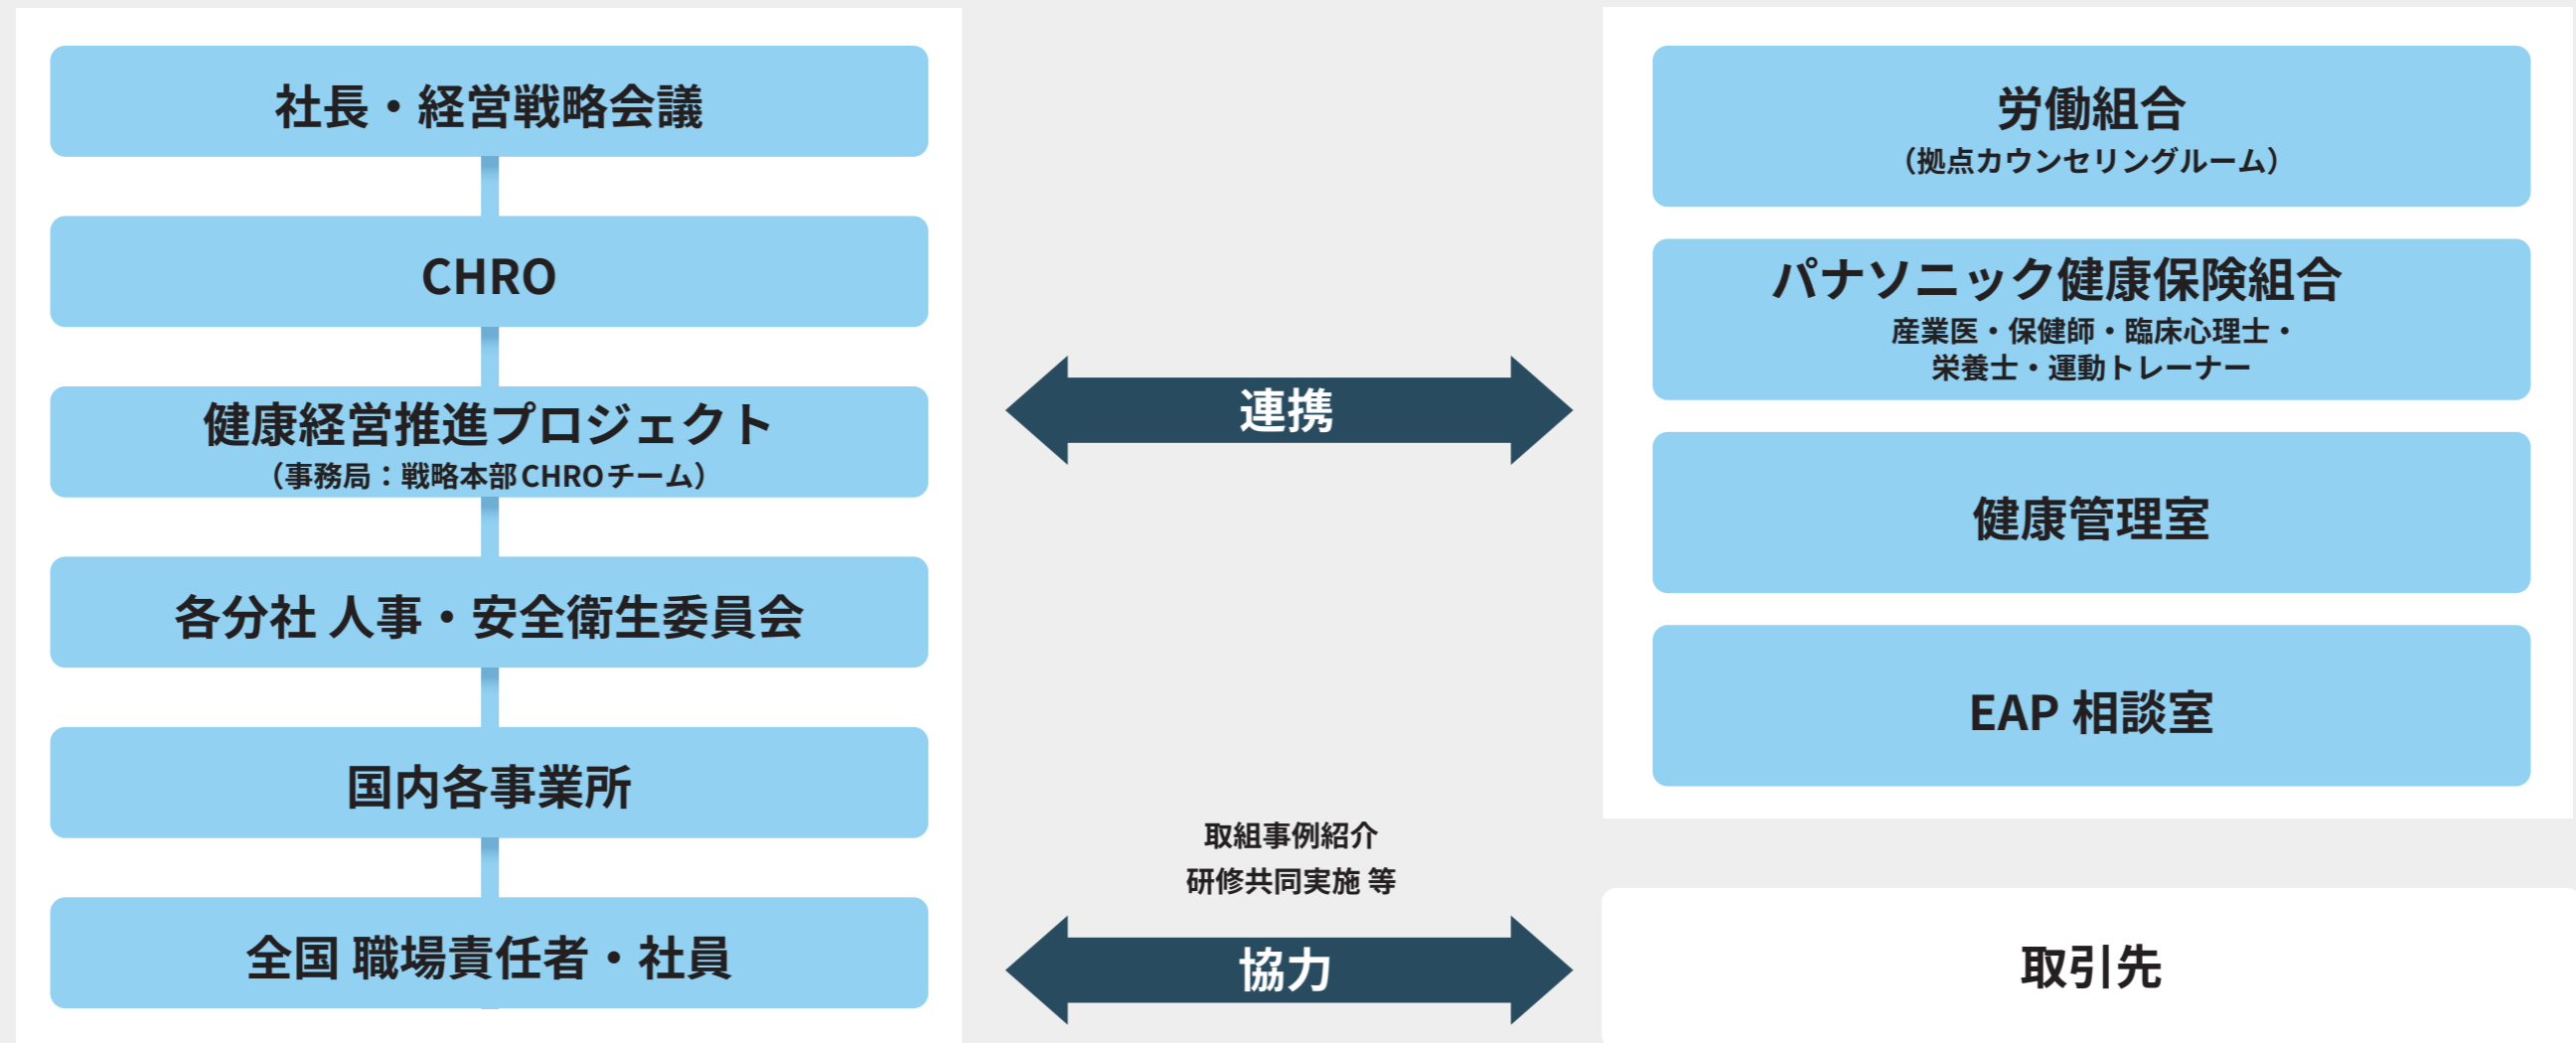 社長・経営戦略会議
CHRO
健康経営推進プロジェクト
（事務局：戦略本部CHROチーム）
各分社 人事・安全衛生委員会
国内各事業所
全国 職場責任者・社員
連携
取組事例紹介
研修共同実施 等
協力
労働組合
（拠点カウンセリングルーム）
パナソニック健康保険組合
産業医・保健師・臨床心理士・
栄養士・運動トレーナー
健康管理室
EAP 相談室
取引先